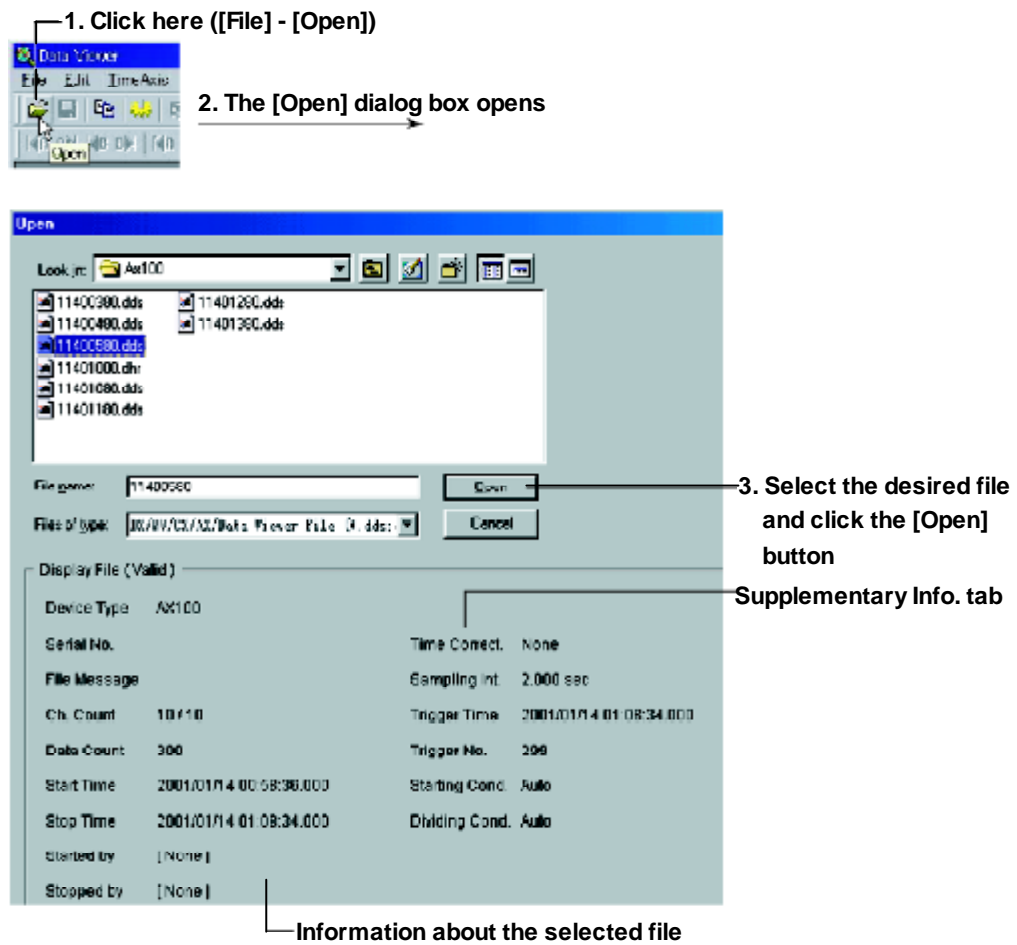 1. Click here ([File] - [Open])
Data Viewer
File Edit TimeAxis
2. The [Open] dialog box opens
Open
Open
Look in: Ax100
11400380.dds 11401280.dds
11400480.dds 11401380.dds
11400580.dds
11401000.dhr
11401080.dds
11401180.dds
File name: 11400580 Open
3. Select the desired file
and click the [Open]
button
Files of type: /Data Viewer File (*.dds; Cancel
Display File (Valid)
Supplementary Info. tab
Device Type AX100
Serial No. Time Correct. None
File Message Sampling Int. 2.000 sec
Ch. Count 10 / 10 Trigger Time 2001/01/14 01:08:34.000
Data Count 300 Trigger No. 299
Start Time 2001/01/14 00:58:36.000 Starting Cond. Auto
Stop Time 2001/01/14 01:08:34.000 Dividing Cond. Auto
Started by [None]
Stopped by [None]
Information about the selected file